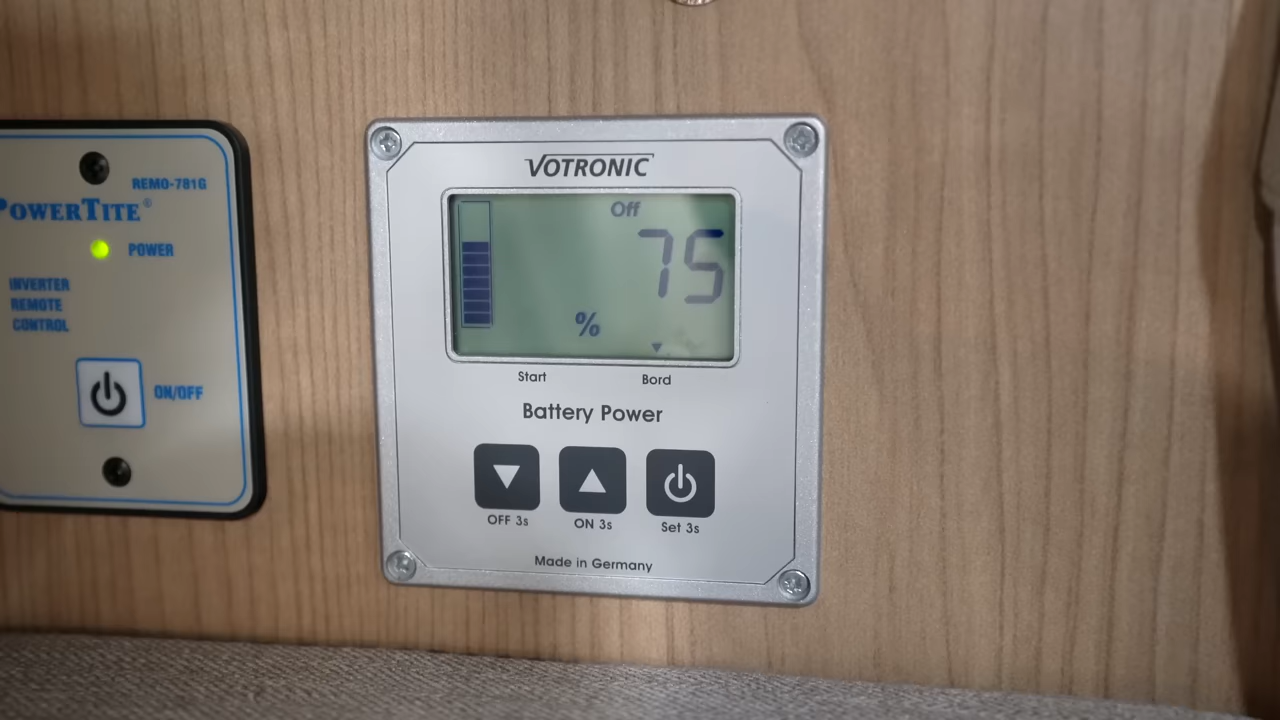 REMO-781G
POWERTITE®
POWER
INVERTER
REMOTE
CONTROL
ON/OFF
VOTRONIC
Off
75
%
Start Bord
Battery Power
OFF 3s ON 3s Set 3s
Made in Germany